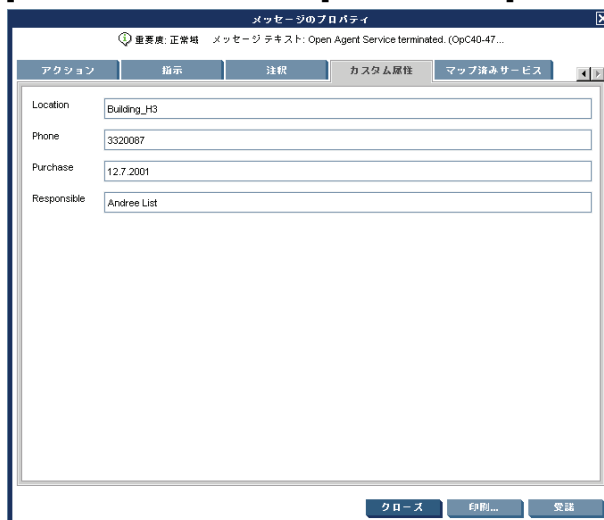 メッセージのプロパティ
重要度: 正常域 メッセージ テキスト: Open Agent Service terminated. (OpC40-47...
アクション 指示 注釈 カスタム属性 マップ済みサービス
Location Building_H3
Phone 3320087
Purchase 12.7.2001
Responsible Andree List
クローズ 印刷... 受諾